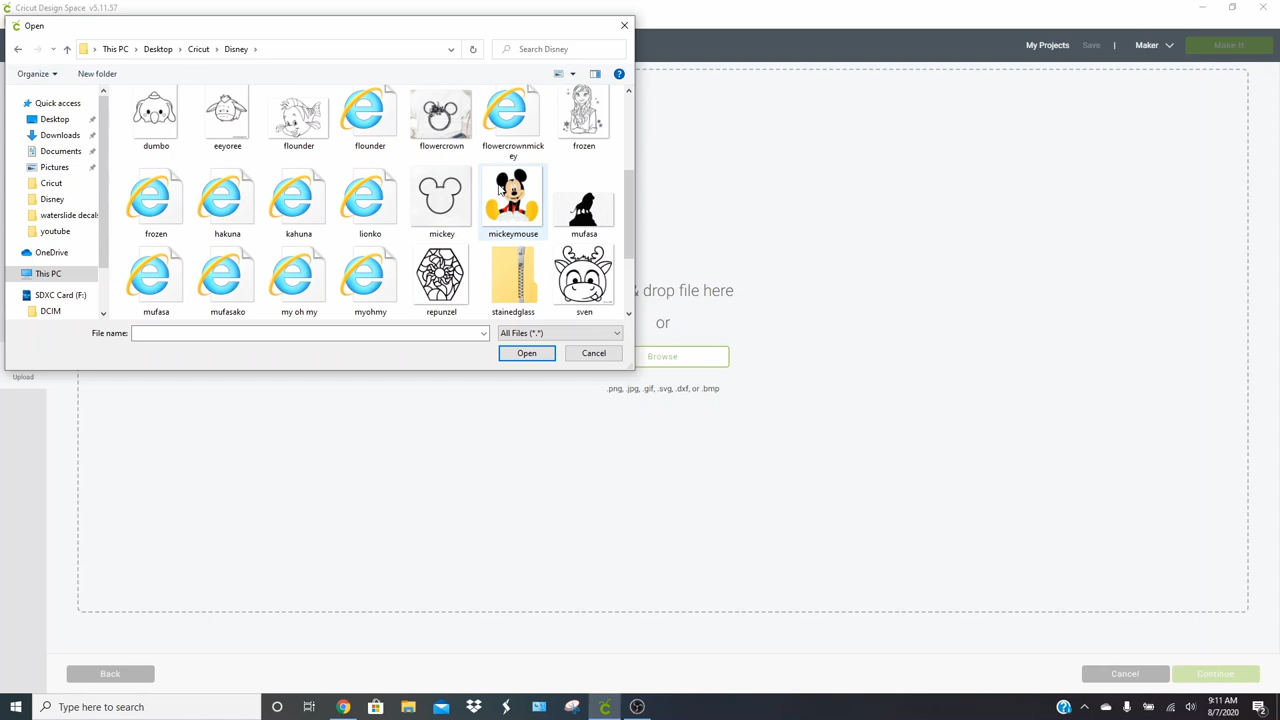 Cricut Design Space v5.11.57
Open
This PC > Desktop > Cricut > Disney >
Search Disney
My Projects Save | Maker Make It
Organize New folder
Quick access
Desktop
Downloads
Documents
Pictures
Cricut
Disney
waterslide decals
youtube
OneDrive
This PC
SDXC Card (F:)
DCIM
dumbo eeyoree flounder flounder flowercrown flowercrownmick
ey frozen
frozen hakuna kahuna lionko mickey mickeymouse mufasa
mufasa mufasako my oh my myohmy repunzel stainedglass sven
File name: All Files (*.*)
Open Cancel
Upload
& drop file here
or
Browse
.png, .jpg, .gif, .svg, .dxf, or .bmp
Back Cancel Continue
Type here to search
9:11 AM
8/7/2020
2